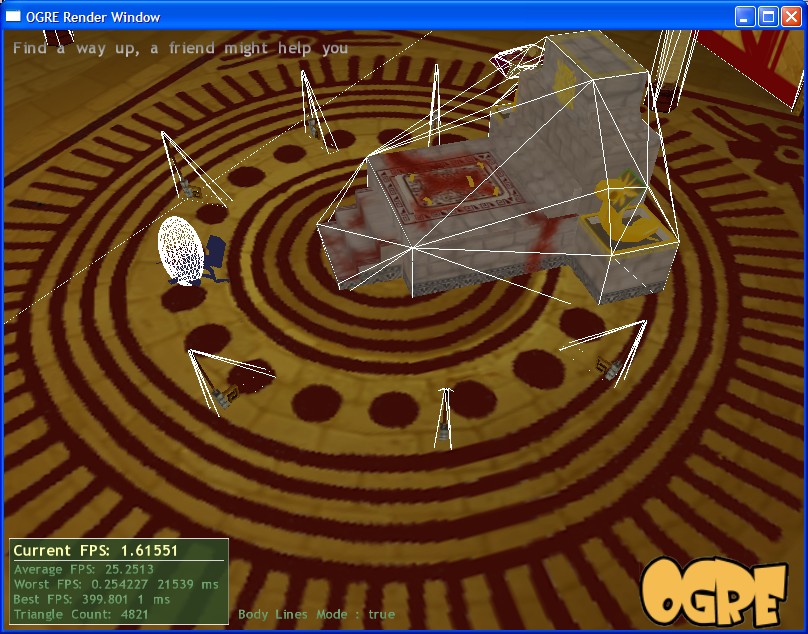 OGRE Render Window
Find a way up, a friend might help you
Current FPS: 1.61551
Average FPS: 25.2513
Worst FPS: 0.254227 21539 ms
Best FPS: 399.801 1 ms
Triangle Count: 4821
Body Lines Mode : true
OGRE